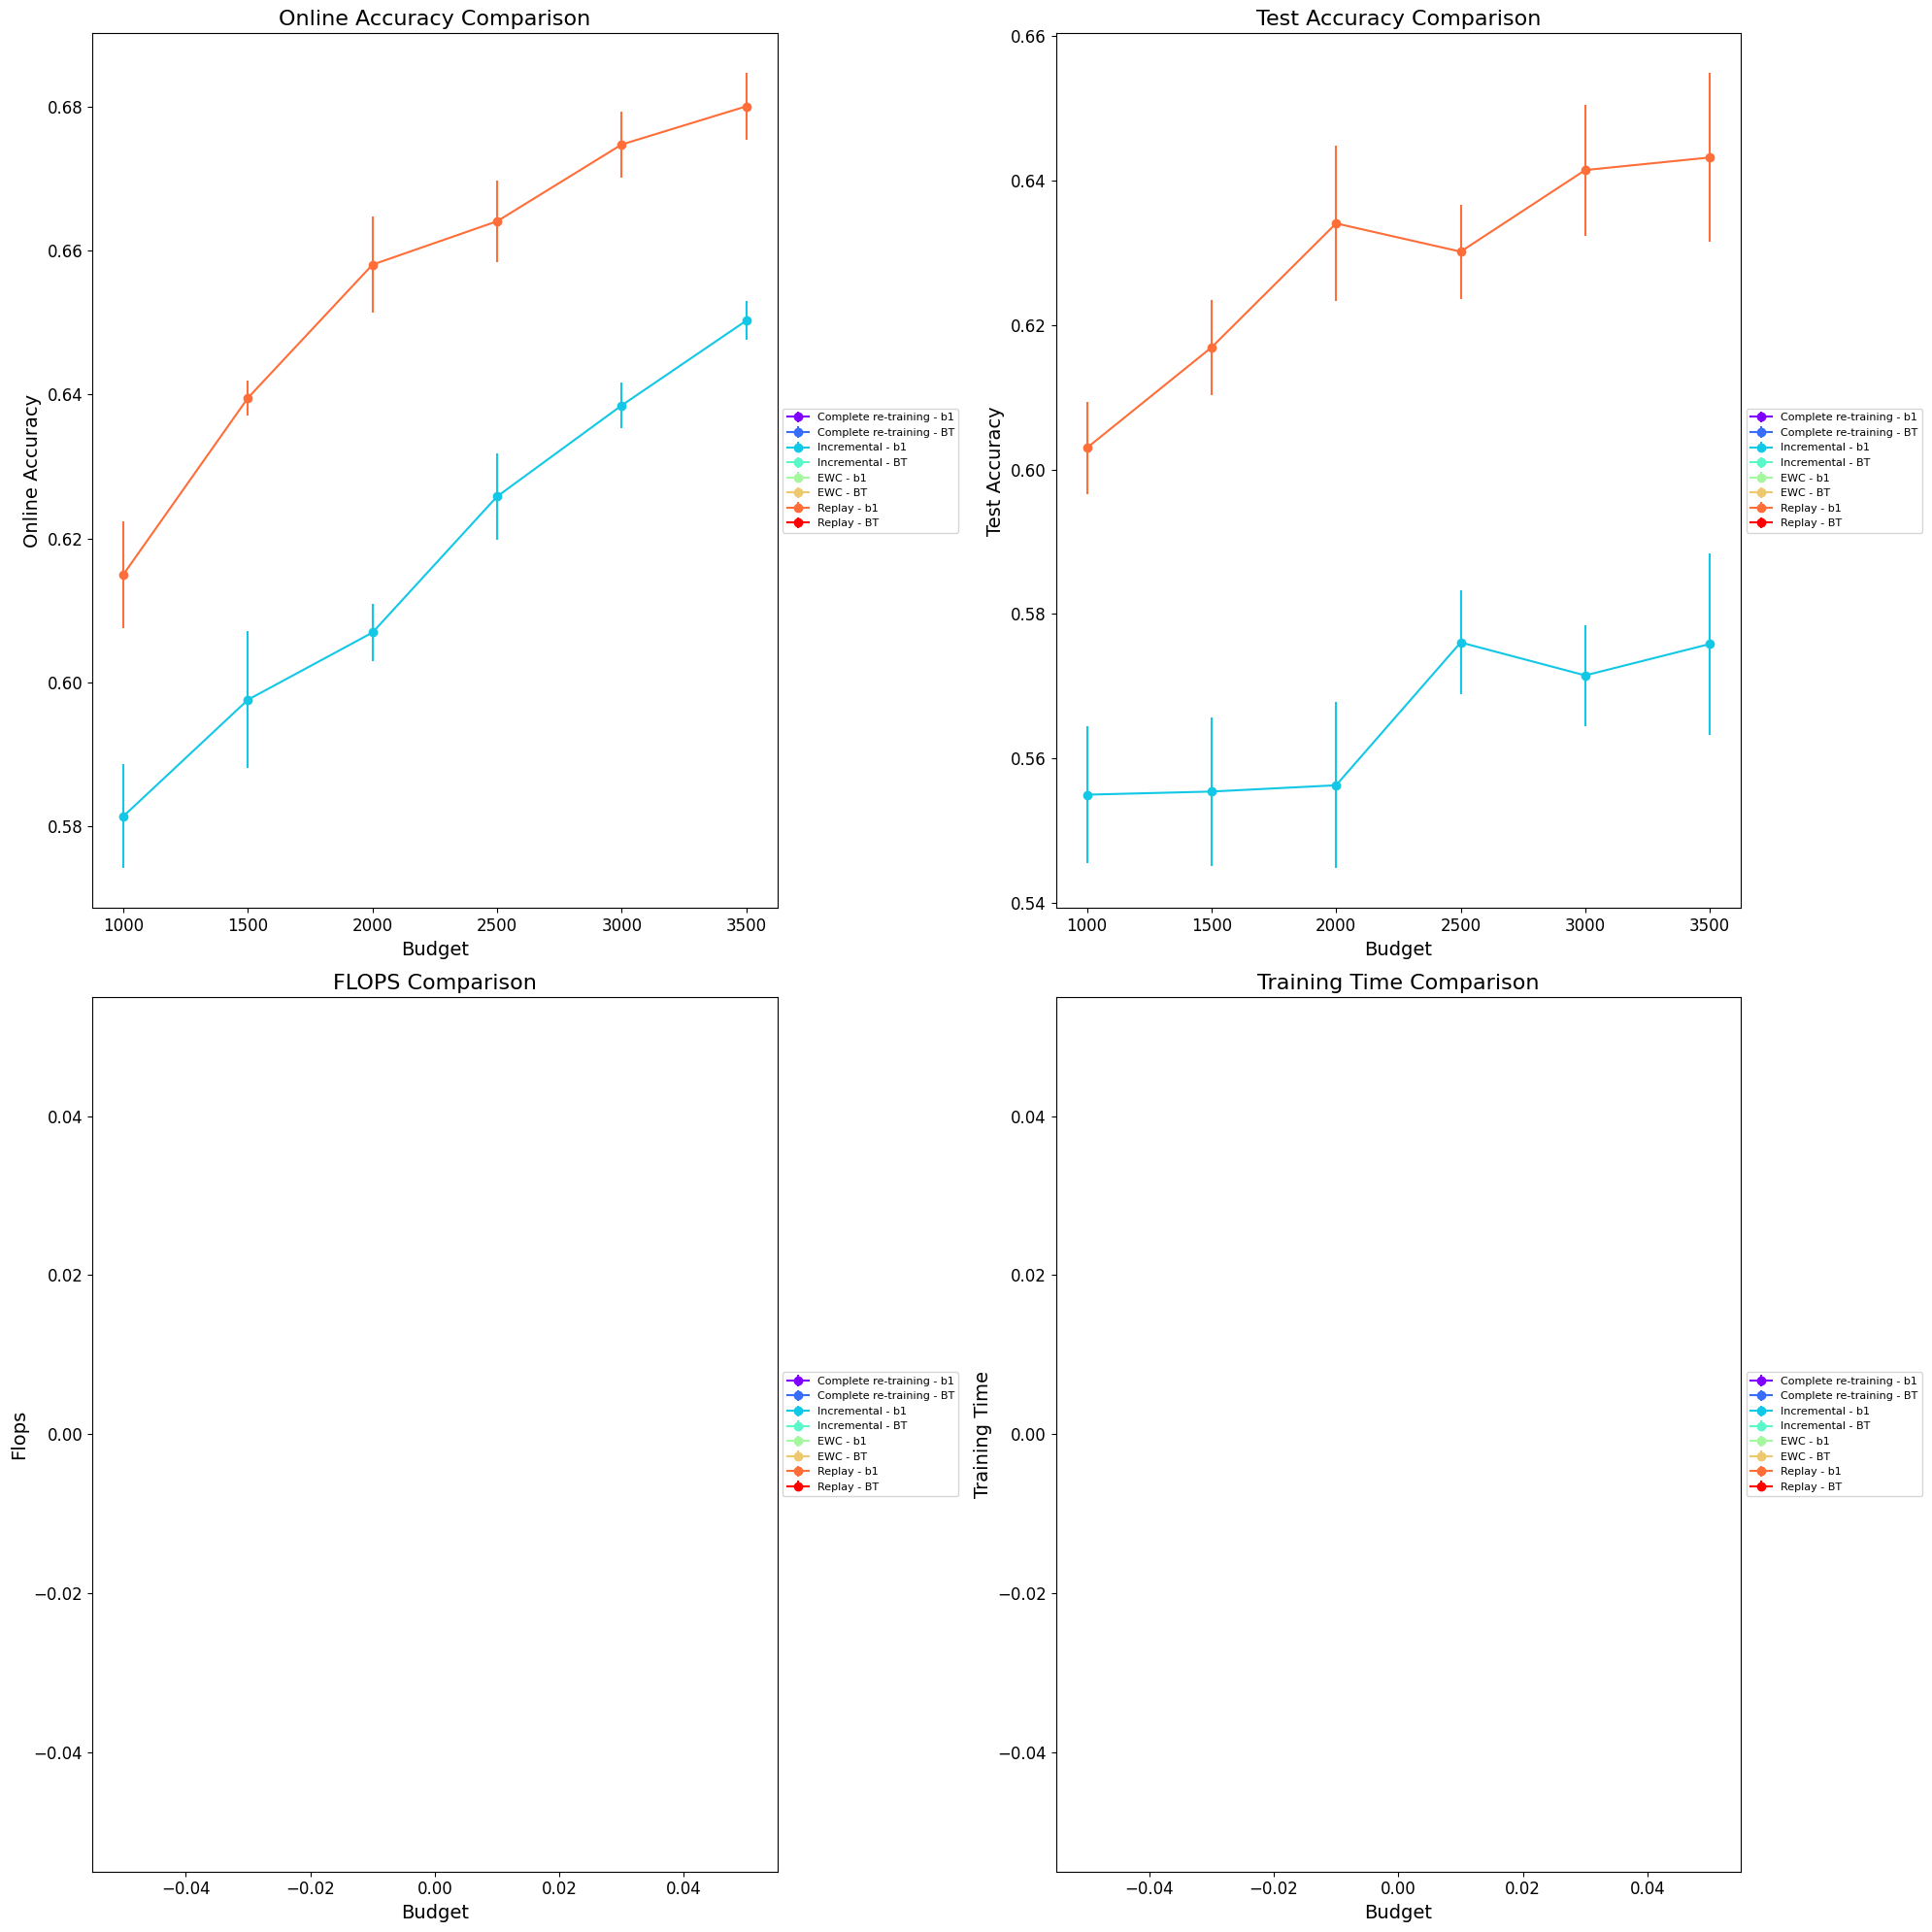 Online Accuracy Comparison
Online Accuracy
0.68
0.66
0.64
0.62
0.60
0.58
1000 1500 2000 2500 3000 3500
Budget
Complete re-training - b1
Complete re-training - BT
Incremental - b1
Incremental - BT
EWC - b1
EWC - BT
Replay - b1
Replay - BT
Test Accuracy Comparison
Test Accuracy
0.66
0.64
0.62
0.60
0.58
0.56
0.54
1000 1500 2000 2500 3000 3500
Budget
Complete re-training - b1
Complete re-training - BT
Incremental - b1
Incremental - BT
EWC - b1
EWC - BT
Replay - b1
Replay - BT
FLOPS Comparison
Flops
0.04
0.02
0.00
−0.02
−0.04
−0.04 −0.02 0.00 0.02 0.04
Budget
Complete re-training - b1
Complete re-training - BT
Incremental - b1
Incremental - BT
EWC - b1
EWC - BT
Replay - b1
Replay - BT
Training Time Comparison
Training Time
0.04
0.02
0.00
−0.02
−0.04
−0.04 −0.02 0.00 0.02 0.04
Budget
Complete re-training - b1
Complete re-training - BT
Incremental - b1
Incremental - BT
EWC - b1
EWC - BT
Replay - b1
Replay - BT